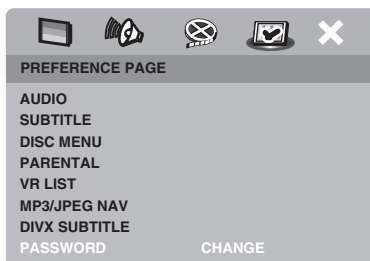 PREFERENCE PAGE
AUDIO
SUBTITLE
DISC MENU
PARENTAL
VR LIST
MP3/JPEG NAV
DIVX SUBTITLE
PASSWORD CHANGE